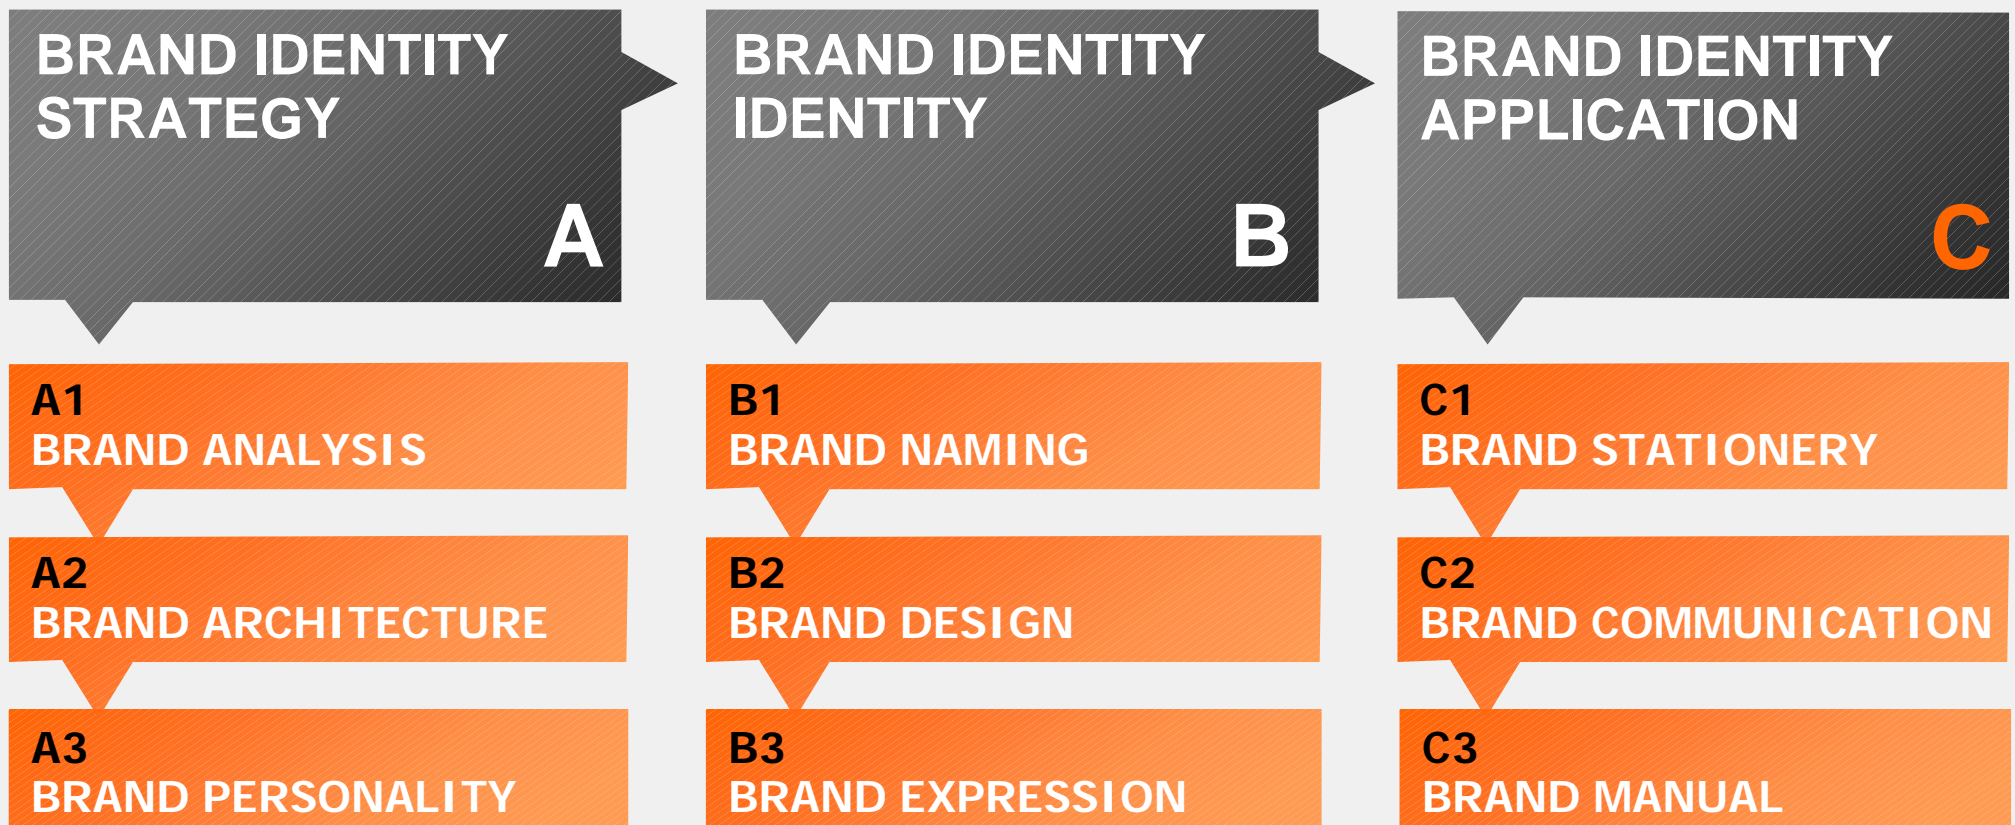 BRAND IDENTITY
STRATEGY
A
A1
BRAND ANALYSIS
A2
BRAND ARCHITECTURE
A3
BRAND PERSONALITY
BRAND IDENTITY
IDENTITY
B
B1
BRAND NAMING
B2
BRAND DESIGN
B3
BRAND EXPRESSION
BRAND IDENTITY
APPLICATION
C
C1
BRAND STATIONERY
C2
BRAND COMMUNICATION
C3
BRAND MANUAL